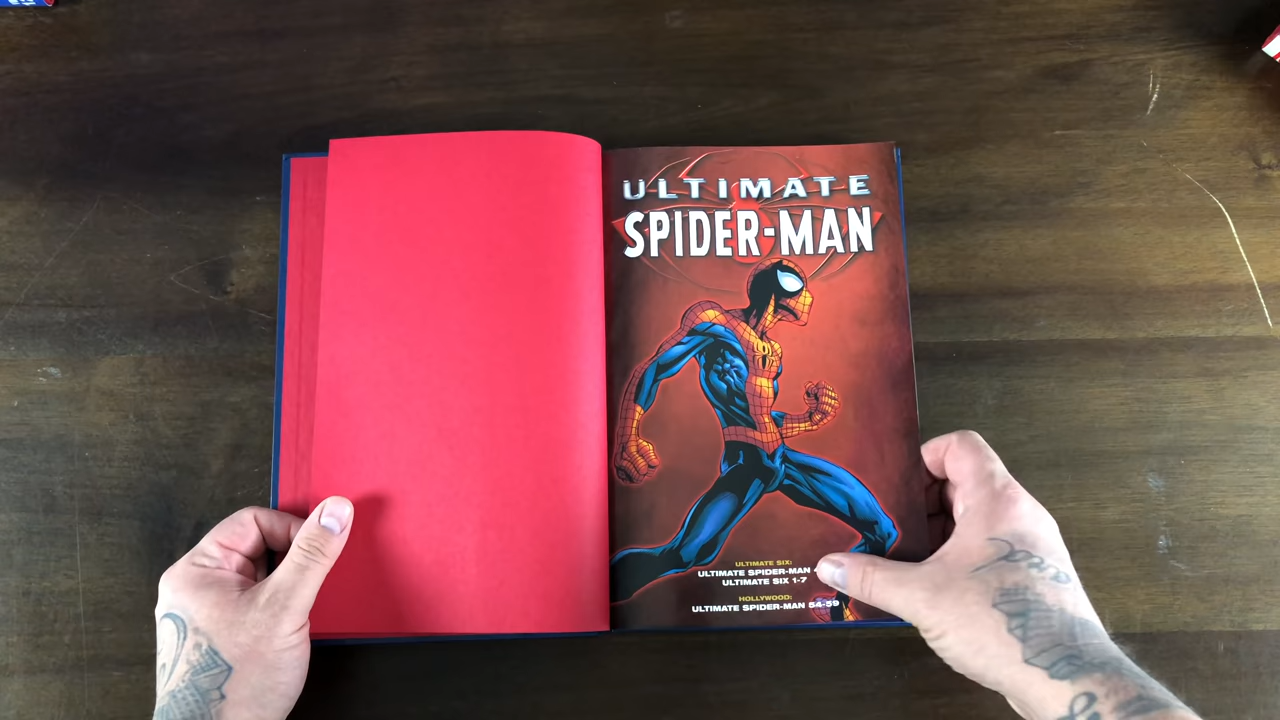 ULTIMATE
SPIDER-MAN
ULTIMATE SIX:
ULTIMATE SPIDER-MAN
ULTIMATE SIX 1-7
HOLLYWOOD:
ULTIMATE SPIDER-MAN 54-59